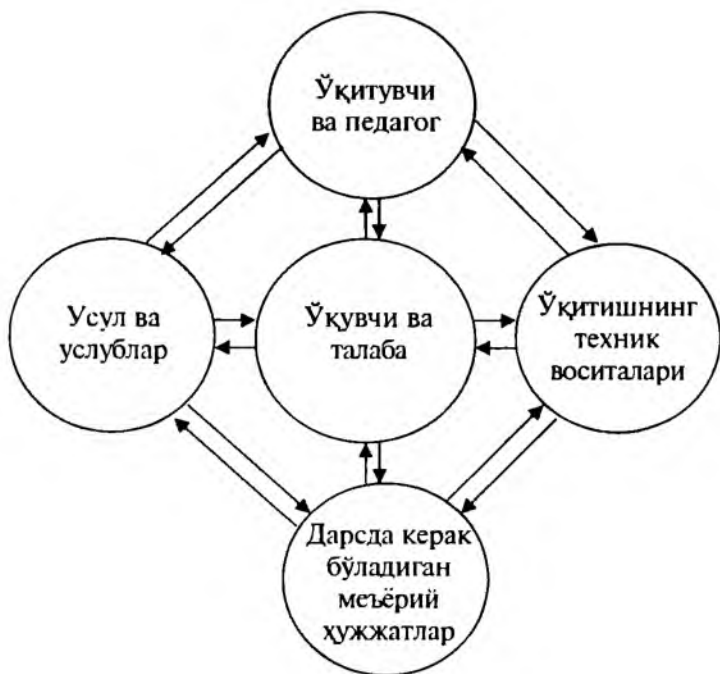 Ўқитувчи
ва педагог
Усул ва
услублар
Ўқувчи ва
талаба
Ўқитишнинг
техник
воситалари
Дарсда керак
бўладиган
меъёрий
ҳужжатлар